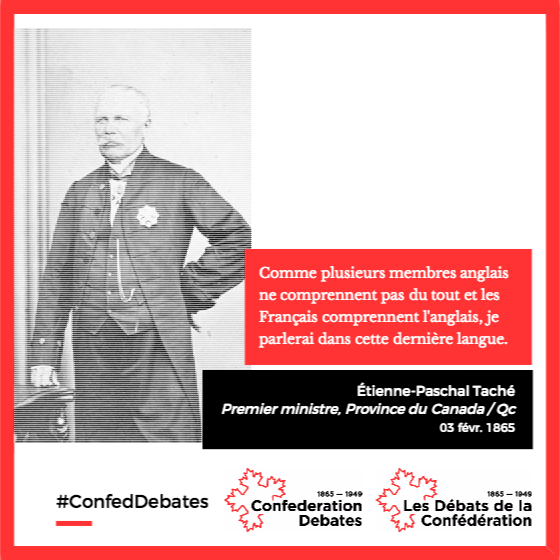 Comme plusieurs membres anglais
ne comprennent pas du tout et les
Français comprennent l'anglais, je
parlerai dans cette dernière langue.
Étienne-Paschal Taché
Premier ministre, Province du Canada / Qc
03 févr. 1865
#ConfedDebates
1865 — 1949
Confederation
Debates
1865 — 1949
Les Débats de la
Confédération